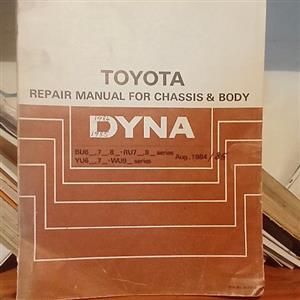 TOYOTA
REPAIR MANUAL FOR CHASSIS & BODY
DYNA
BU6_,7_,8_・RU7_,8_ series
YU6_,7_・WU9_ series
Aug., 1984 /85